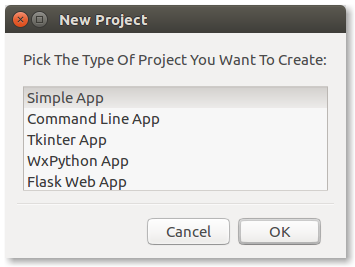 New Project
Pick The Type Of Project You Want To Create:
Simple App
Command Line App
Tkinter App
WxPython App
Flask Web App
Cancel
OK